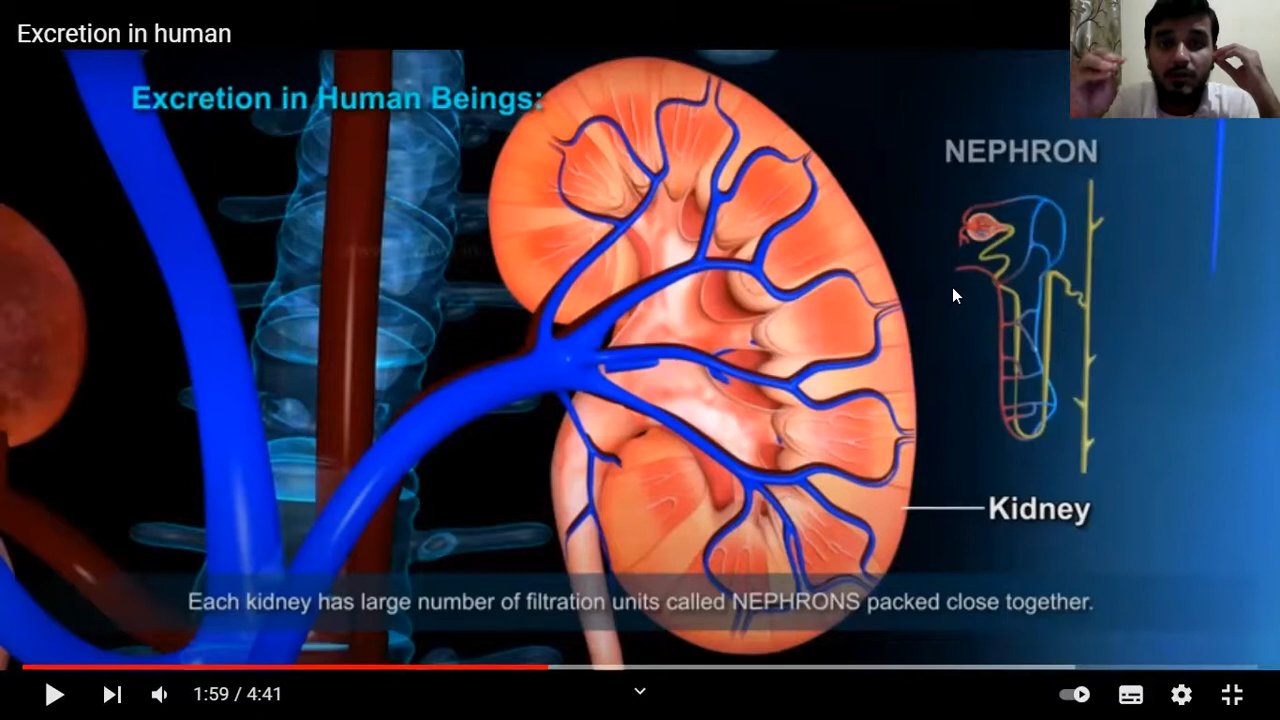 Excretion in human
Excretion in Human Beings:
NEPHRON
Kidney
Each kidney has large number of filtration units called NEPHRONS packed close together.
1:59 / 4:41